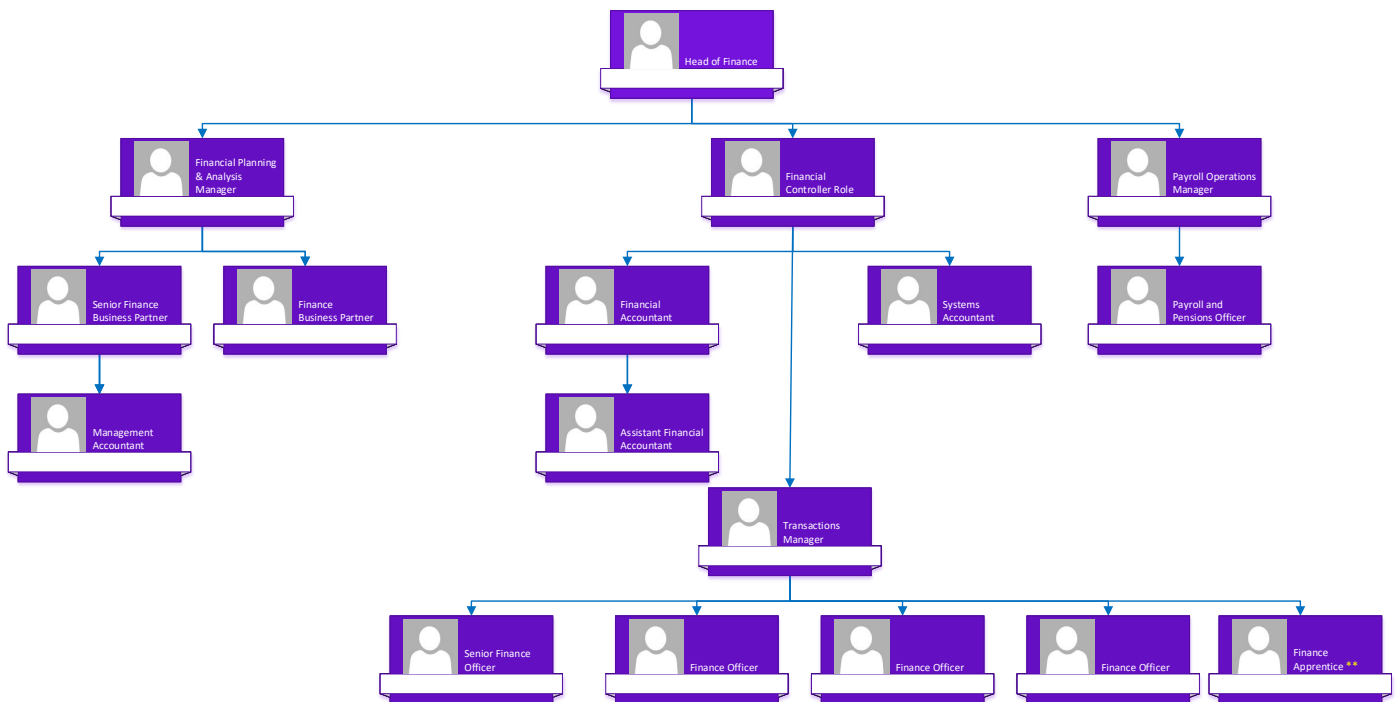 Head of Finance
Financial Planning
& Analysis
Manager
Financial
Controller Role
Payroll Operations
Manager
Senior Finance
Business Partner
Finance
Business Partner
Financial
Accountant
Systems
Accountant
Payroll and
Pensions Officer
Management
Accountant
Assistant Financial
Accountant
Transactions
Manager
Senior Finance
Officer
Finance Officer
Finance Officer
Finance Officer
Finance
Apprentice **